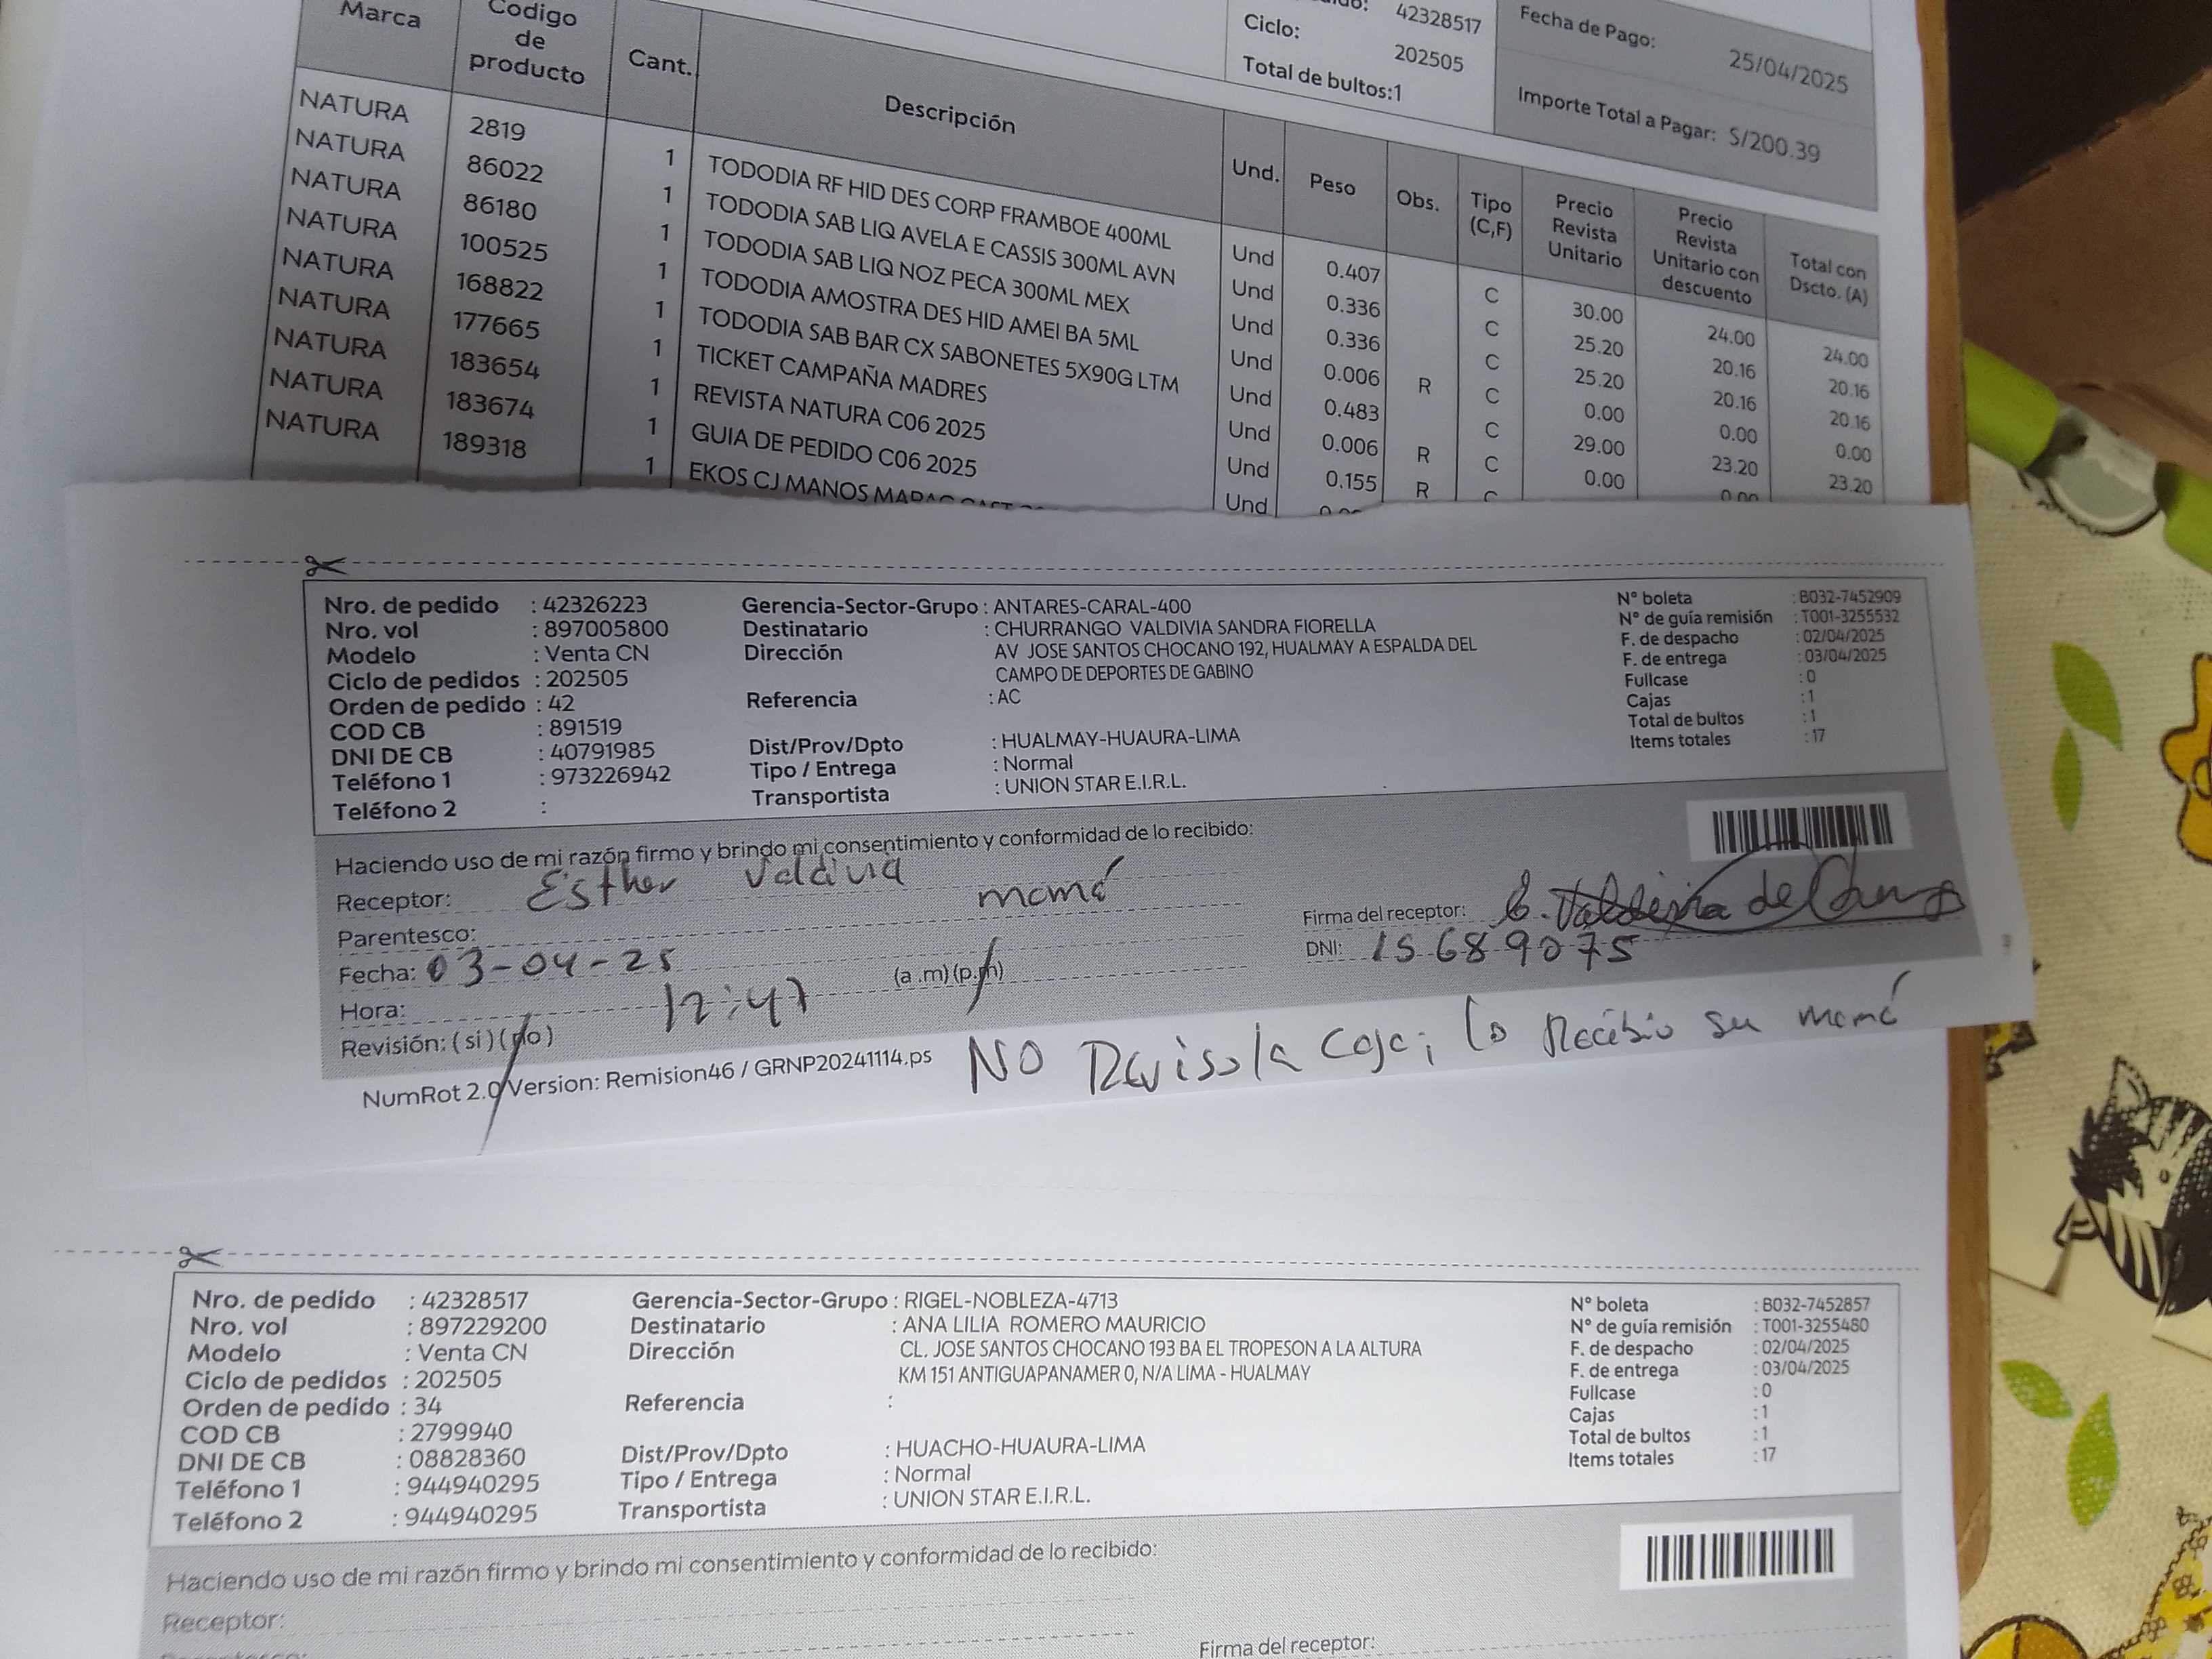 42328517
Ciclo: 202505
Total de bultos:1
Fecha de Pago: 25/04/2025
Importe Total a Pagar: S/200.39
Marca Codigo de producto Cant. Descripción Und. Peso Obs. Tipo (C,F) Precio Revista Unitario Precio Revista Unitario con descuento Total con Dscto. (A)
NATURA 2819 1 TODODIA RF HID DES CORP FRAMBOE 400ML Und 0.407 C 30.00 24.00 24.00
NATURA 86022 1 TODODIA SAB LIQ AVELA E CASSIS 300ML AVN Und 0.336 C 25.20 20.16 20.16
NATURA 86180 1 TODODIA SAB LIQ NOZ PECA 300ML MEX Und 0.336 C 25.20 20.16 20.16
NATURA 100525 1 TODODIA AMOSTRA DES HID AMEI BA 5ML Und 0.006 R C 0.00 0.00 0.00
NATURA 168822 1 TODODIA SAB BAR CX SABONETES 5X90G LTM Und 0.483 C 29.00 23.20 23.20
NATURA 177665 1 TICKET CAMPAÑA MADRES Und 0.006 R C 0.00
NATURA 183654 1 REVISTA NATURA C06 2025 Und 0.155 R
NATURA 183674 1 GUIA DE PEDIDO C06 2025 Und
NATURA 189318 1 EKOS CJ MANOS
Nro. de pedido : 42326223 Gerencia-Sector-Grupo : ANTARES-CARAL-400 N° boleta : B032-7452909
Nro. vol : 897005800 Destinatario : CHURRANGO VALDIVIA SANDRA FIORELLA N° de guía remisión : T001-3255532
Modelo : Venta CN Dirección AV JOSE SANTOS CHOCANO 192, HUALMAY A ESPALDA DEL F. de despacho : 02/04/2025
Ciclo de pedidos : 202505 CAMPO DE DEPORTES DE GABINO F. de entrega : 03/04/2025
Orden de pedido : 42 Referencia : AC Fullcase : 0
COD CB : 891519 Cajas : 1
DNI DE CB : 40791985 Dist/Prov/Dpto : HUALMAY-HUAURA-LIMA Total de bultos : 1
Teléfono 1 : 973226942 Tipo / Entrega : Normal Items totales : 17
Teléfono 2 : Transportista : UNION STAR E.I.R.L.
Haciendo uso de mi razón firmo y brindo mi consentimiento y conformidad de lo recibido:
Receptor: Esther Valdivia
Parentesco: mamá
Firma del receptor: E. Valdivia de
Fecha: 03-04-25
DNI: 15689075
Hora: 12:47 (a .m) (p.m)
Revisión: ( si ) ( no )
NO Reviso la caja; lo Recibio su mamá
NumRot 2.0 Version: Remision46 / GRNP20241114.ps
Nro. de pedido : 42328517 Gerencia-Sector-Grupo : RIGEL-NOBLEZA-4713 N° boleta : B032-7452857
Nro. vol : 897229200 Destinatario : ANA LILIA ROMERO MAURICIO N° de guía remisión : T001-3255480
Modelo : Venta CN Dirección CL. JOSE SANTOS CHOCANO 193 BA EL TROPESON A LA ALTURA F. de despacho : 02/04/2025
Ciclo de pedidos : 202505 KM 151 ANTIGUAPANAMER 0, N/A LIMA - HUALMAY F. de entrega : 03/04/2025
Orden de pedido : 34 Referencia : Fullcase : 0
COD CB : 2799940 Cajas : 1
DNI DE CB : 08828360 Dist/Prov/Dpto : HUACHO-HUAURA-LIMA Total de bultos : 1
Teléfono 1 : 944940295 Tipo / Entrega : Normal Items totales : 17
Teléfono 2 : 944940295 Transportista : UNION STAR E.I.R.L.
Haciendo uso de mi razón firmo y brindo mi consentimiento y conformidad de lo recibido:
Receptor:
Firma del receptor: